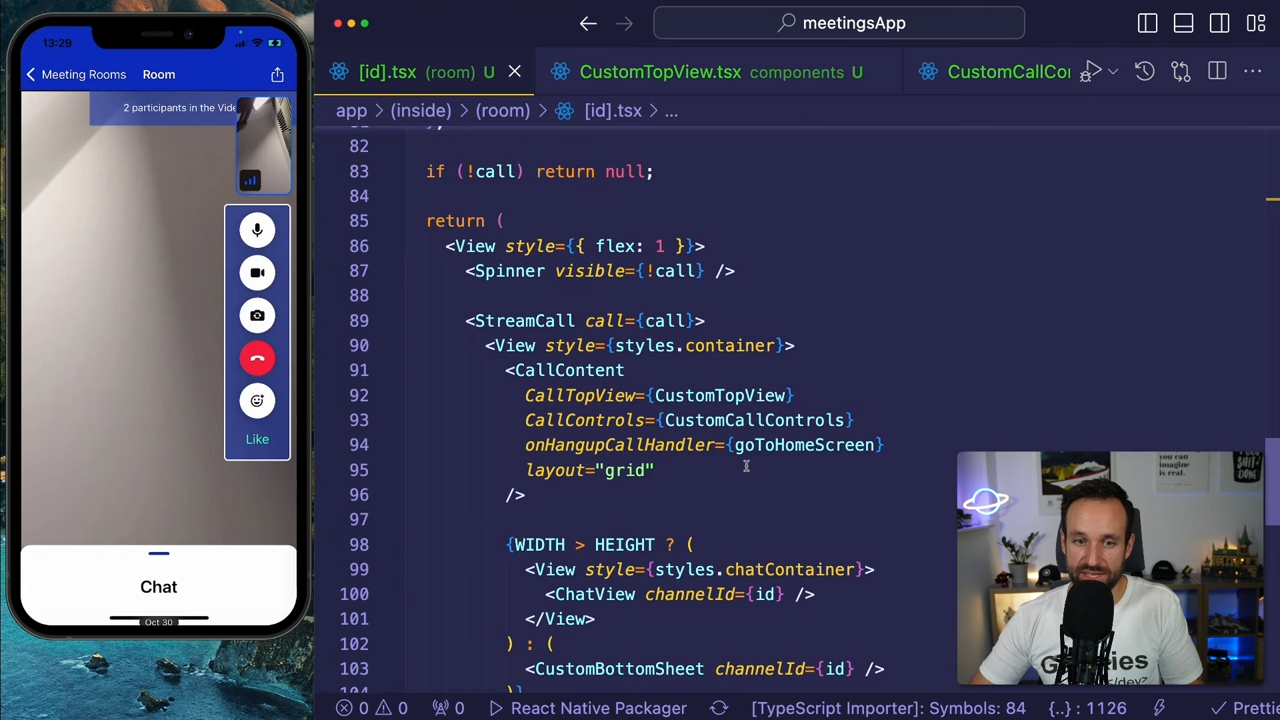 13:29
Meeting Rooms
Room
2 participants in the Vide
Like
Chat
Oct 30
meetingsApp
[id].tsx (room) U
CustomTopView.tsx components U
CustomCallCo
app > (inside) > (room) > [id].tsx > ...
82
83 if (!call) return null;
84
85 return (
86 <View style={{ flex: 1 }}>
87 <Spinner visible={!call} />
88
89 <StreamCall call={call}>
90 <View style={styles.container}>
91 <CallContent
92 CallTopView={CustomTopView}
93 CallControls={CustomCallControls}
94 onHangupCallHandler={goToHomeScreen}
95 layout="grid"
96 />
97
98 {WIDTH > HEIGHT ? (
99 <View style={styles.chatContainer}>
100 <ChatView channelId={id} />
101 </View>
102 ) : (
103 <CustomBottomSheet channelId={id} />
104 )}
0 0 0 React Native Packager [TypeScript Importer]: Symbols: 84 {..} : 1126 Prettie